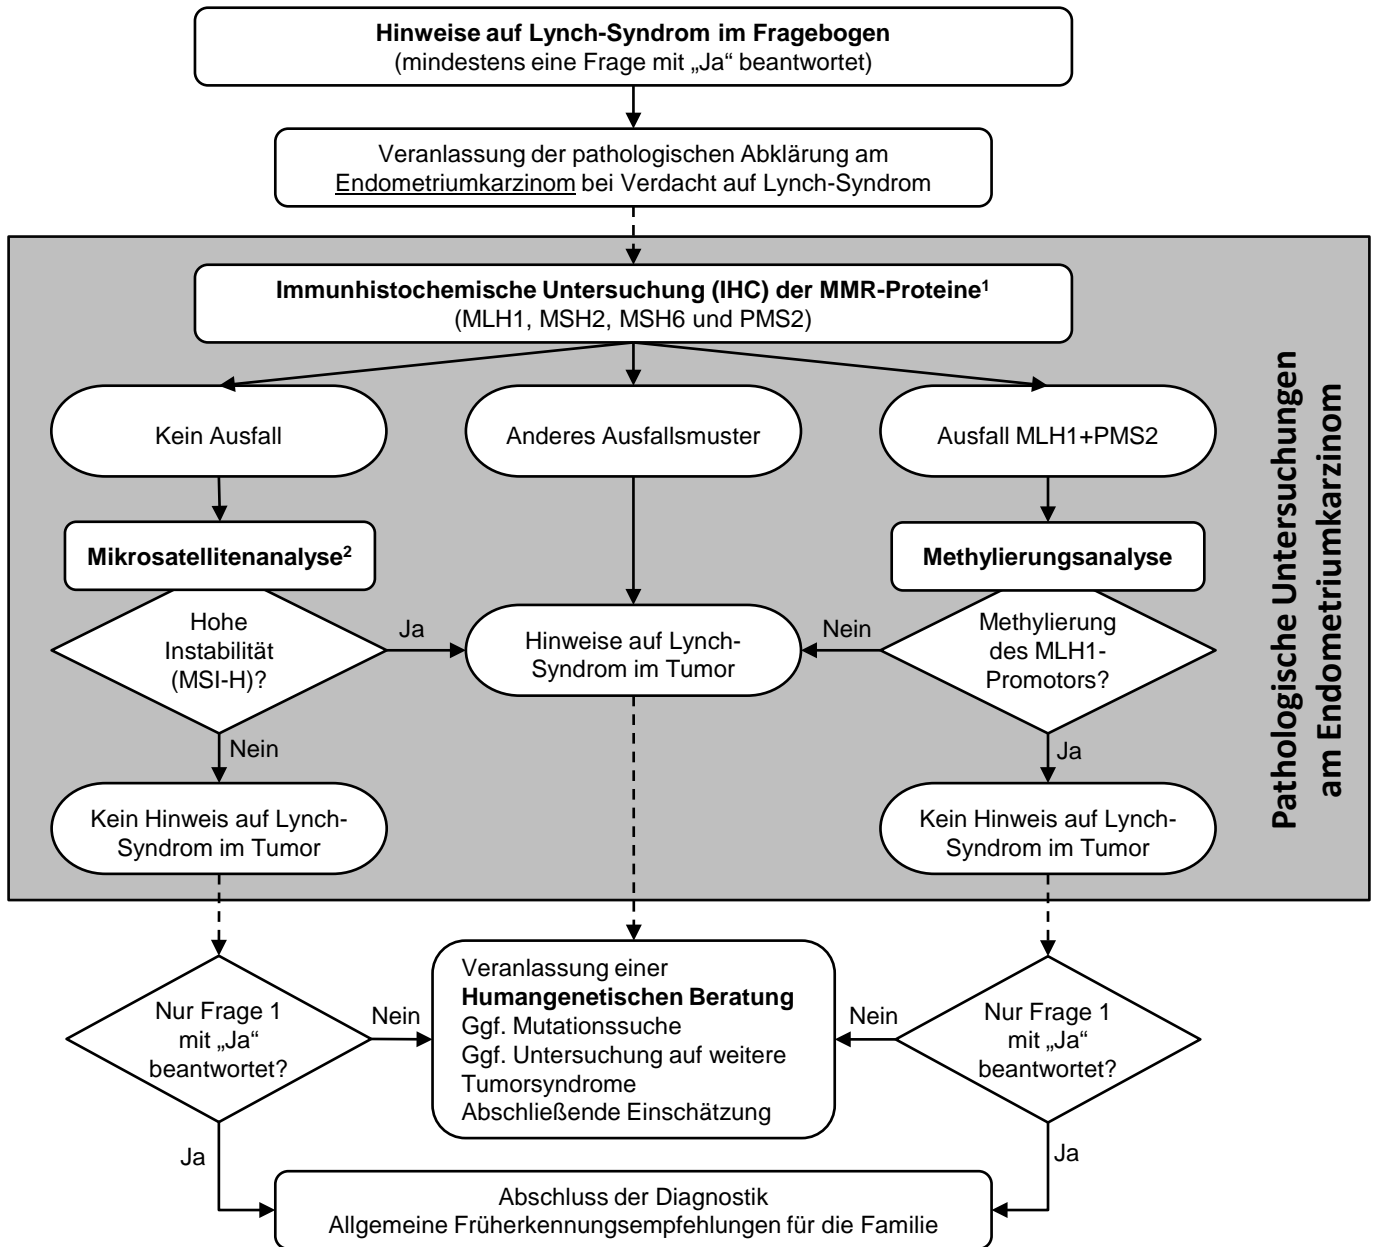 Hinweise auf Lynch-Syndrom im Fragebogen
(mindestens eine Frage mit „Ja“ beantwortet)
Veranlassung der pathologischen Abklärung am
Endometriumkarzinom bei Verdacht auf Lynch-Syndrom
Immunhistochemische Untersuchung (IHC) der MMR-Proteine¹
(MLH1, MSH2, MSH6 und PMS2)
Kein Ausfall
Anderes Ausfallsmuster
Ausfall MLH1+PMS2
Mikrosatellitenanalyse²
Methylierungsanalyse
Hohe
Instabilität
(MSI-H)?
Ja
Hinweise auf Lynch-
Syndrom im Tumor
Nein
Methylierung
des MLH1-
Promotors?
Nein
Ja
Kein Hinweis auf Lynch-
Syndrom im Tumor
Kein Hinweis auf Lynch-
Syndrom im Tumor
Pathologische Untersuchungen
am Endometriumkarzinom
Nur Frage 1
mit „Ja“
beantwortet?
Nein
Veranlassung einer
Humangenetischen Beratung
Ggf. Mutationssuche
Ggf. Untersuchung auf weitere
Tumorsyndrome
Abschließende Einschätzung
Nein
Nur Frage 1
mit „Ja“
beantwortet?
Ja
Ja
Abschluss der Diagnostik
Allgemeine Früherkennungsempfehlungen für die Familie